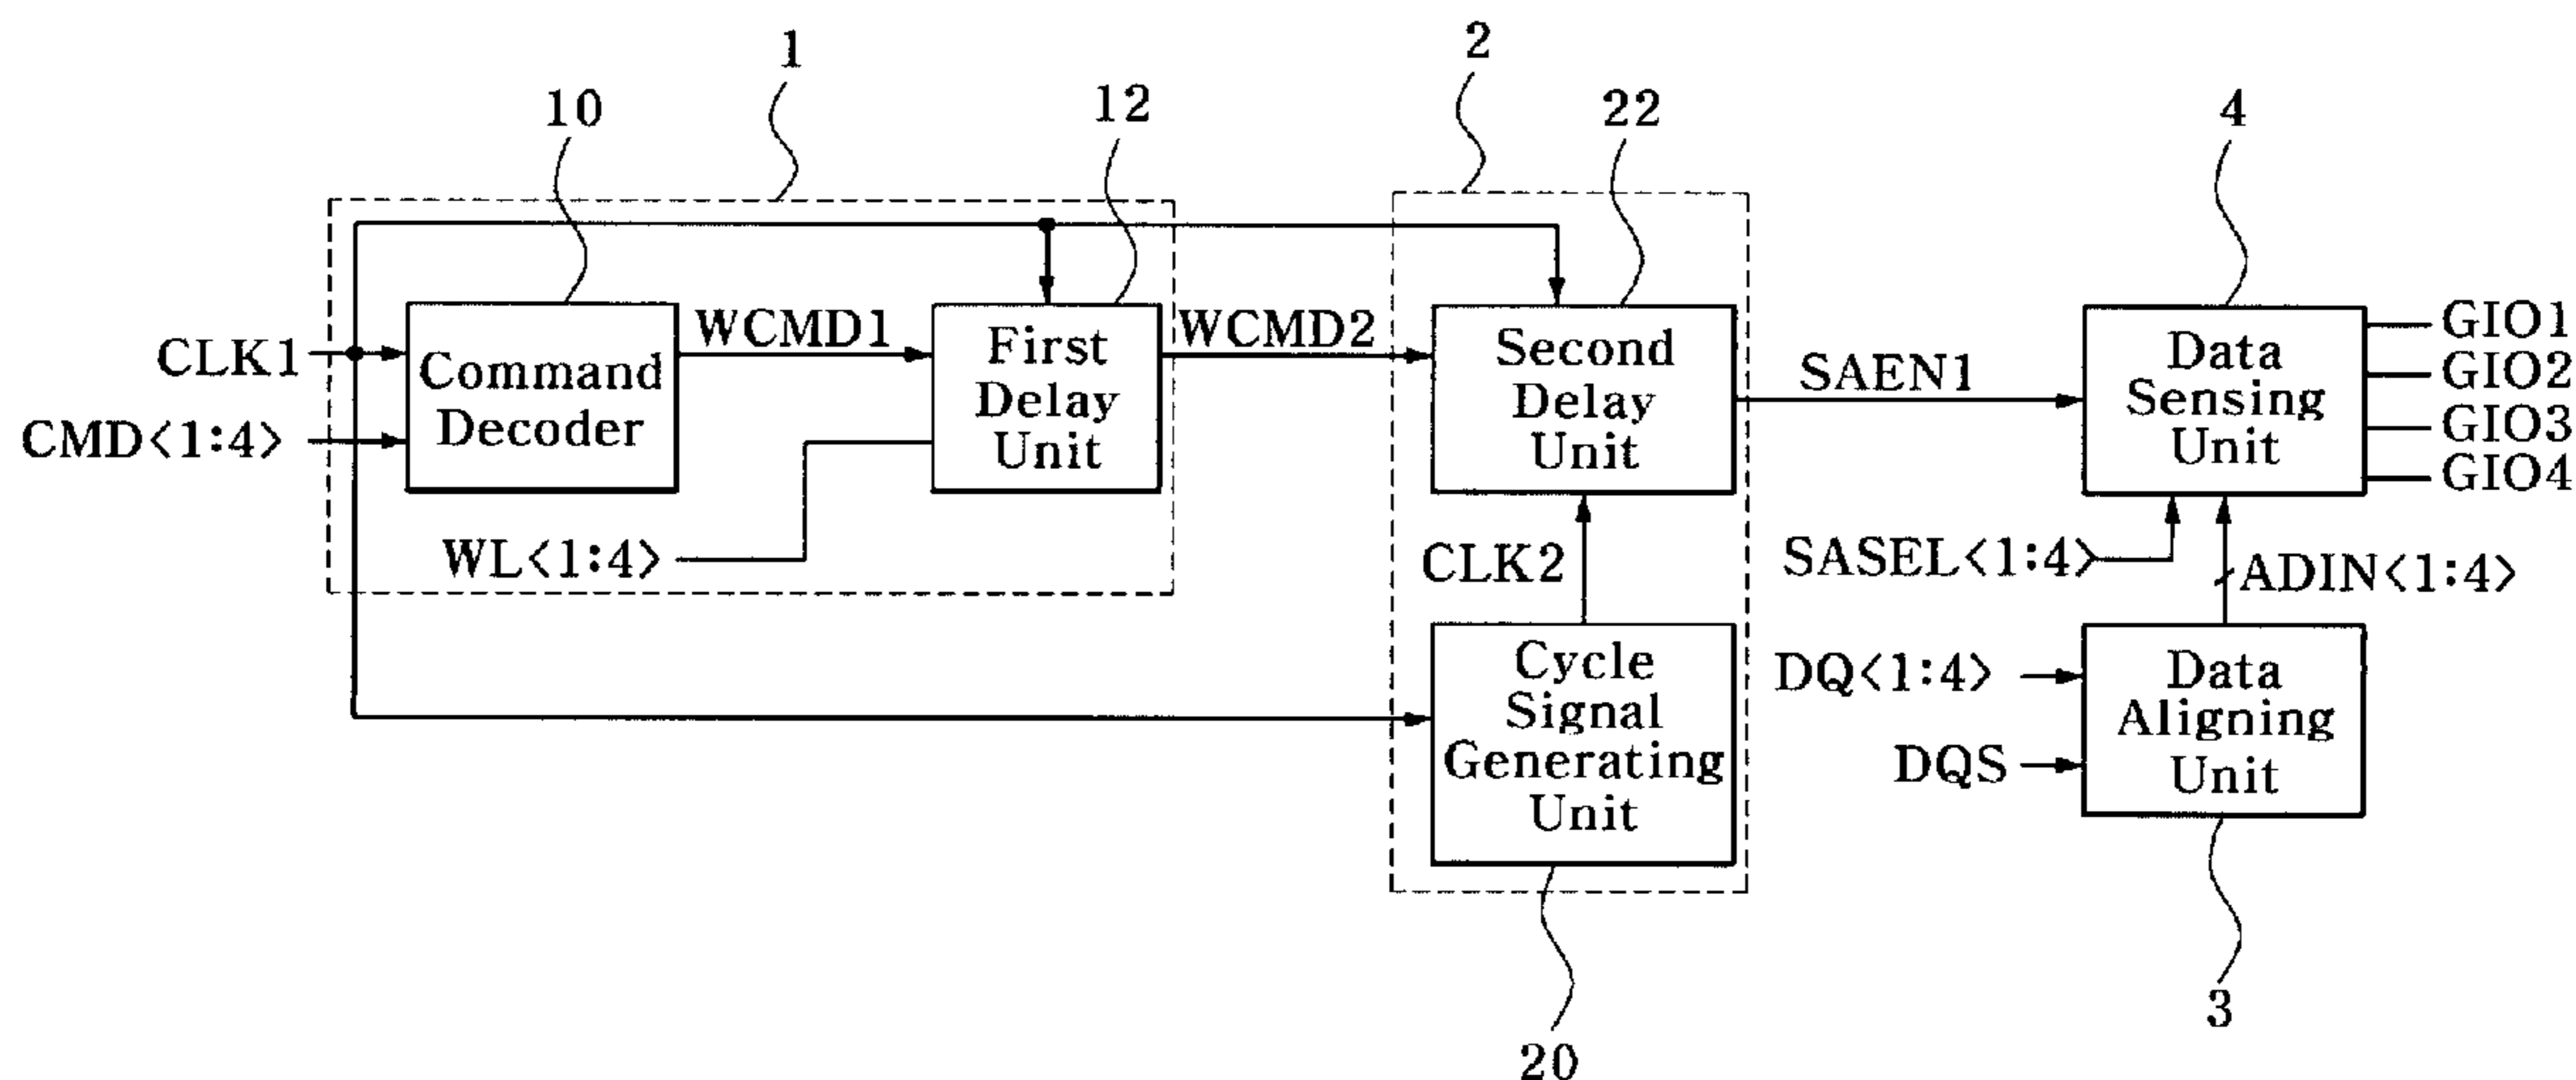 1
2
10
12
22
4
CLK1
CMD<1:4>
Command
Decoder
WCMD1
First
Delay
Unit
WL<1:4>
WCMD2
Second
Delay
Unit
SAEN1
Data
Sensing
Unit
GIO1
GIO2
GIO3
GIO4
CLK2
SASEL<1:4>
ADIN<1:4>
Cycle
Signal
Generating
Unit
DQ<1:4>
DQS
Data
Aligning
Unit
20
3